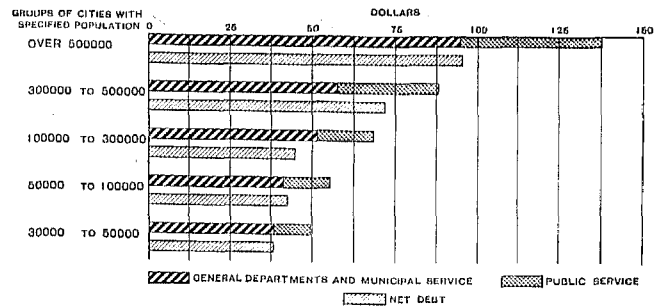 GROUPS OF CITIES WITH
SPECIFIED POPULATION
DOLLARS
0 25 50 75 100 125 150
OVER 500000
300000 TO 500000
100000 TO 300000
50000 TO 100000
30000 TO 50000
GENERAL DEPARTMENTS AND MUNICIPAL SERVICE
PUBLIC SERVICE
NET DEBT